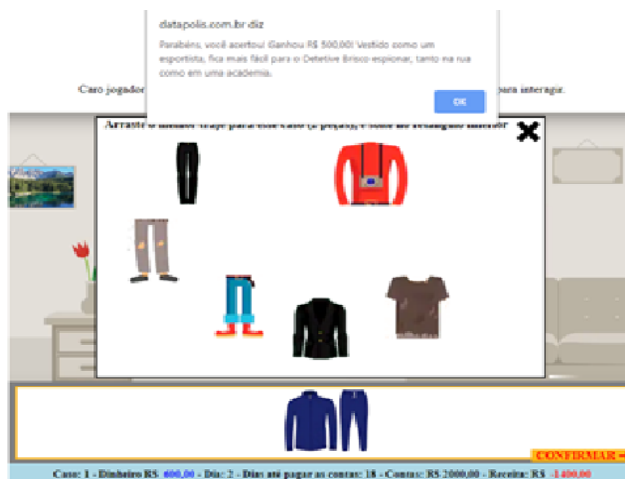 datapolis.com.br diz
Parabéns, você acertou! Ganhou R$ 500,00! Vestido como um
esportista, fica mais fácil para o Detetive Brisco espionar, tanto na rua
como em uma academia.
OK
Caro jogador
para interagir.
Arraste o melhor traje para esse caso (2 peças), e solte no retângulo inferior
CONFIRMAR
Caso: 1 - Dinheiro R$ 600,00 - Dia: 2 - Dias até pagar as contas: 18 - Contas: R$ 2000,00 - Receita: R$ -1400,00